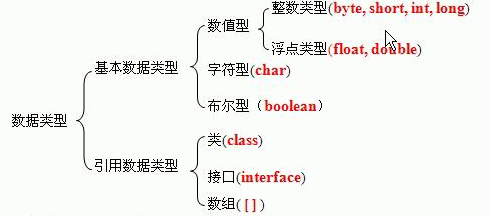 数据类型
基本数据类型
数值型
整数类型(byte, short, int, long)
浮点类型(float, double)
字符型(char)
布尔型（boolean）
引用数据类型
类(class)
接口(interface)
数组([ ])